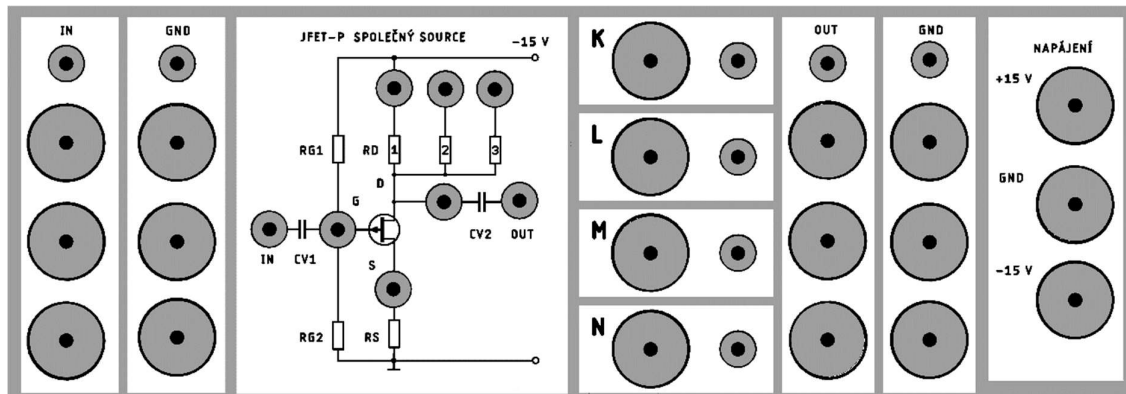 IN
GND
JFET-P SPOLEČNÝ SOURCE
-15 V
RG1
RD
1
2
3
D
G
S
IN
CV1
CV2
OUT
RG2
RS
K
L
M
N
OUT
GND
NAPÁJENÍ
+15 V
GND
-15 V